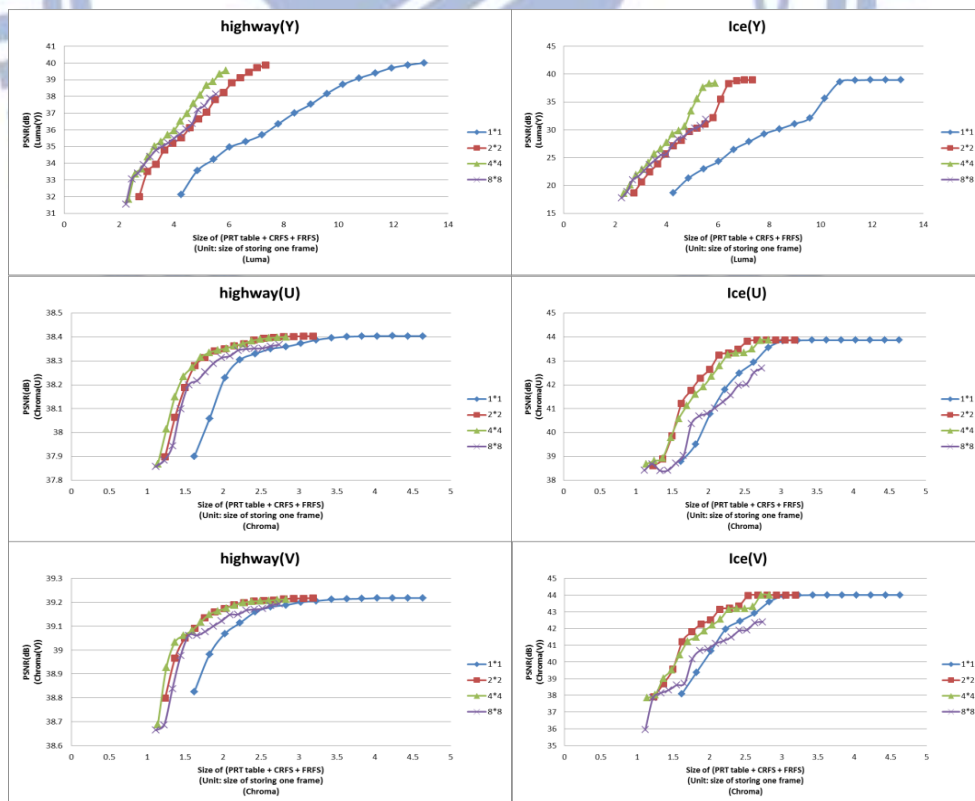 highway(Y)
PSNR(dB)
(Luma(Y)
41
40
39
38
37
36
35
34
33
32
31
0 2 4 6 8 10 12 14
Size of (PRT table + CRFS + FRFS)
(Unit: size of storing one frame)
(Luma)
1*1
2*2
4*4
8*8
Ice(Y)
PSNR(dB)
(Luma(Y)
45
40
35
30
25
20
15
0 2 4 6 8 10 12 14
Size of (PRT table + CRFS + FRFS)
(Unit: size of storing one frame)
(Luma)
1*1
2*2
4*4
8*8
highway(U)
PSNR(dB)
(Chroma(U)
38.5
38.4
38.3
38.2
38.1
38
37.9
37.8
0 0.5 1 1.5 2 2.5 3 3.5 4 4.5 5
Size of (PRT table + CRFS + FRFS)
(Unit: size of storing one frame)
(Chroma)
1*1
2*2
4*4
8*8
Ice(U)
PSNR(dB)
(Chroma(U)
45
44
43
42
41
40
39
38
0 0.5 1 1.5 2 2.5 3 3.5 4 4.5 5
Size of (PRT table + CRFS + FRFS)
(Unit: size of storing one frame)
(Chroma)
1*1
2*2
4*4
8*8
highway(V)
PSNR(dB)
(Chroma(V)
39.3
39.2
39.1
39
38.9
38.8
38.7
38.6
0 0.5 1 1.5 2 2.5 3 3.5 4 4.5 5
Size of (PRT table + CRFS + FRFS)
(Unit: size of storing one frame)
(Chroma)
1*1
2*2
4*4
8*8
Ice(V)
PSNR(dB)
(Chroma(V)
45
44
43
42
41
40
39
38
37
36
35
0 0.5 1 1.5 2 2.5 3 3.5 4 4.5 5
Size of (PRT table + CRFS + FRFS)
(Unit: size of storing one frame)
(Chroma)
1*1
2*2
4*4
8*8